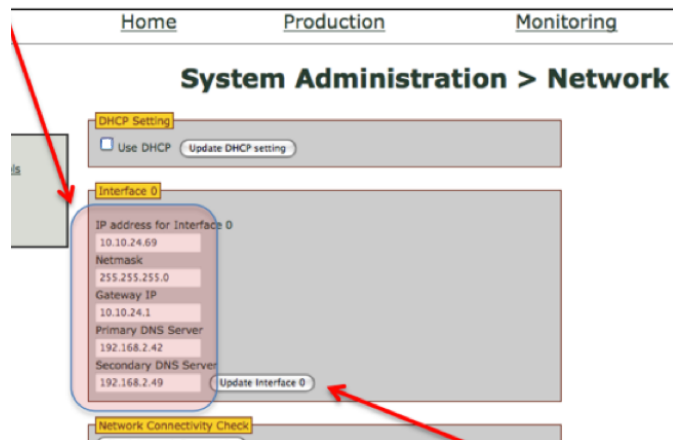 Home Production Monitoring
System Administration > Network
DHCP Setting
Use DHCP Update DHCP setting
Interface 0
IP address for Interface 0
10.10.24.69
Netmask
255.255.255.0
Gateway IP
10.10.24.1
Primary DNS Server
192.168.2.42
Secondary DNS Server
192.168.2.49 Update Interface 0
Network Connectivity Check